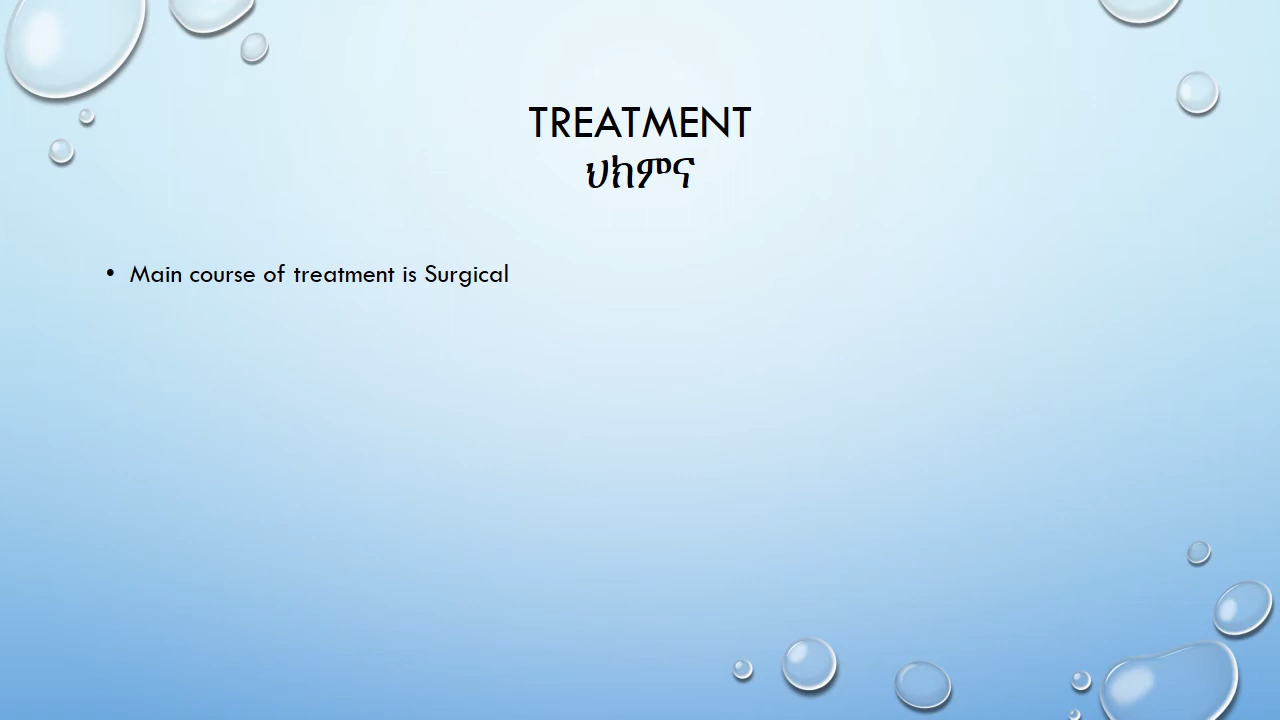 TREATMENT
ህክምና
• Main course of treatment is Surgical